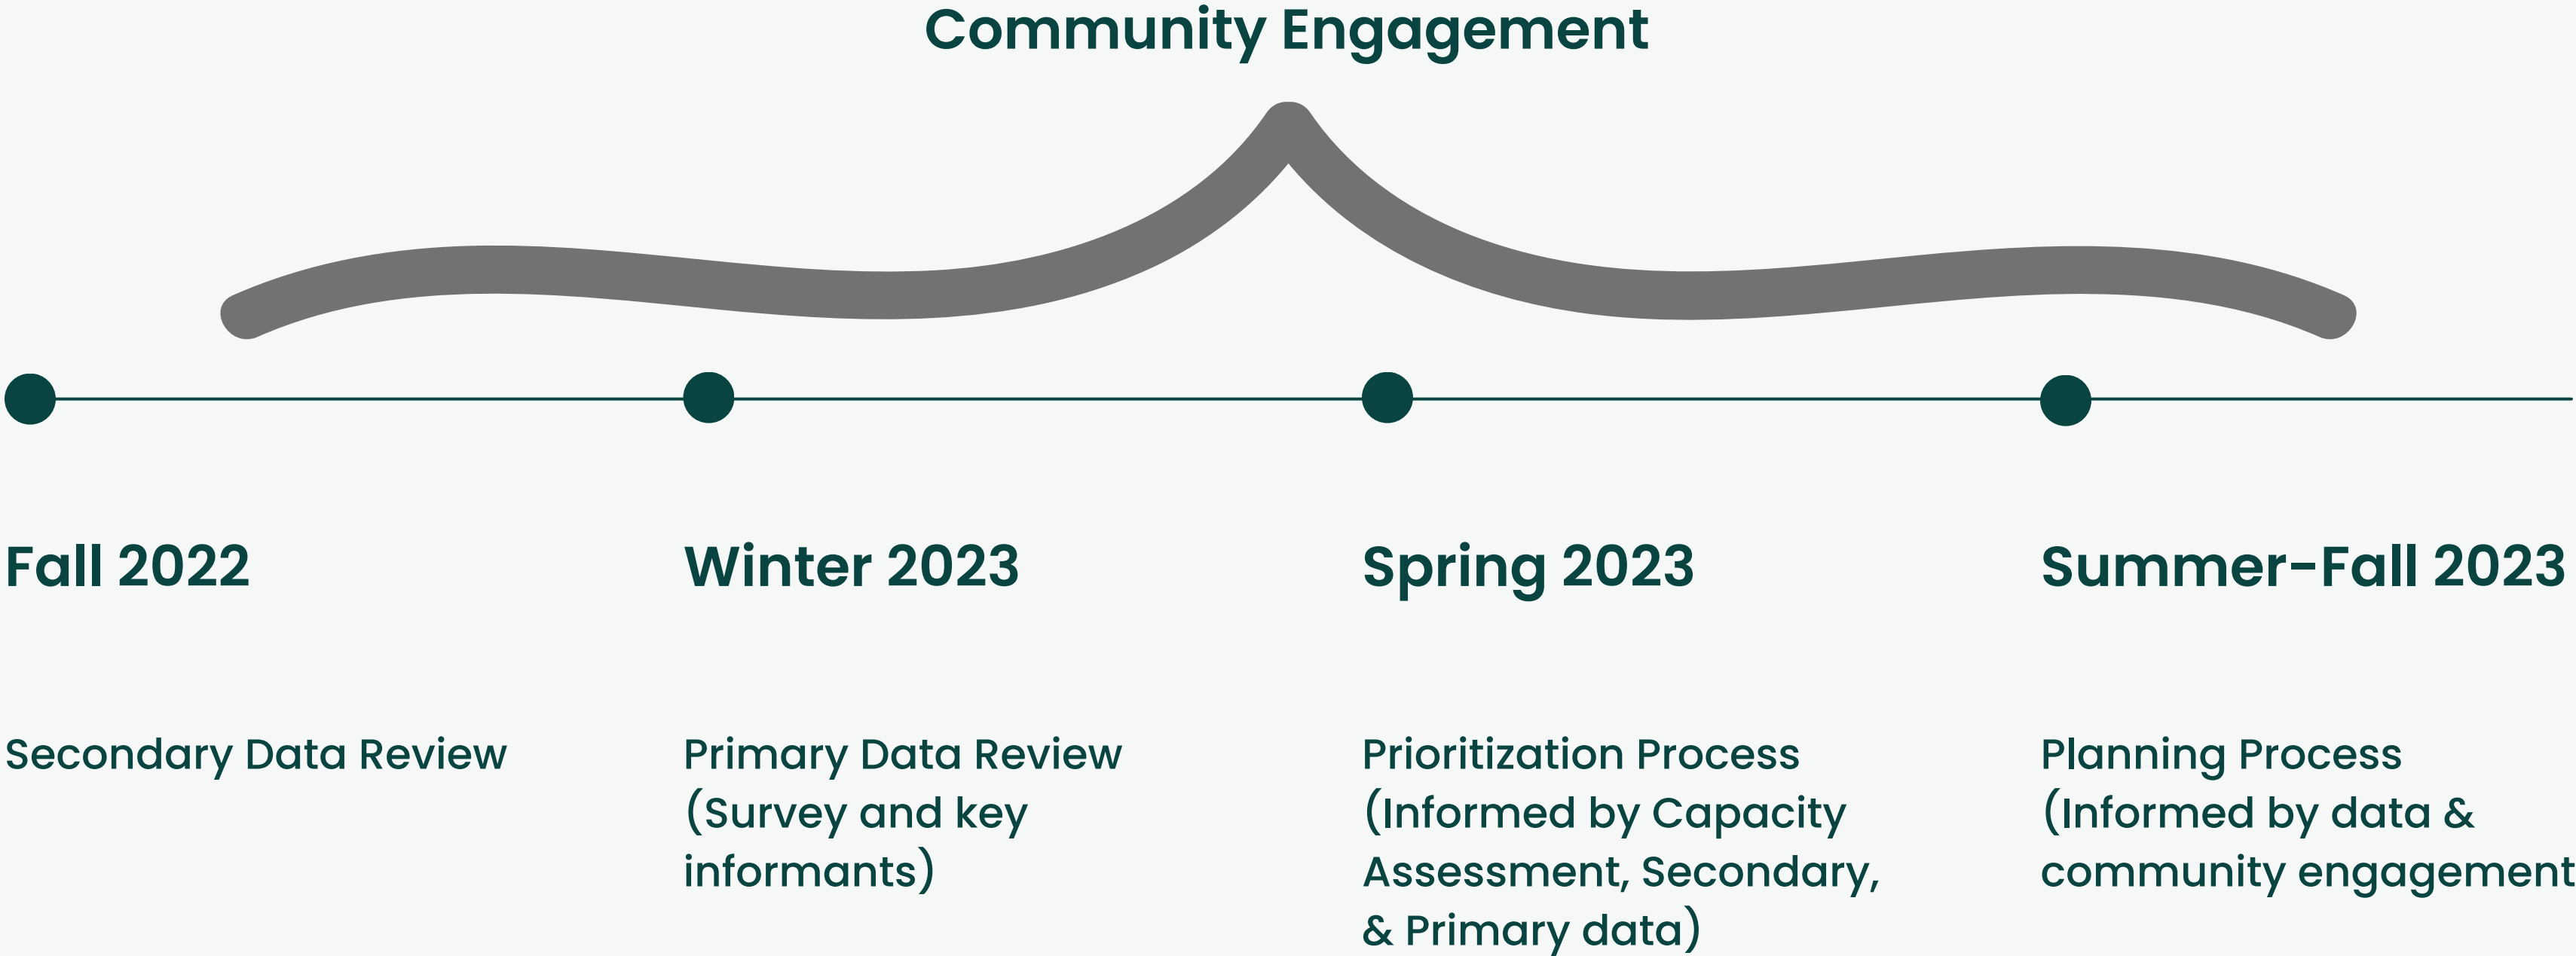 Community Engagement
Fall 2022
Winter 2023
Spring 2023
Summer-Fall 2023
Secondary Data Review
Primary Data Review
(Survey and key
informants)
Prioritization Process
(Informed by Capacity
Assessment, Secondary,
& Primary data)
Planning Process
(Informed by data &
community engagement